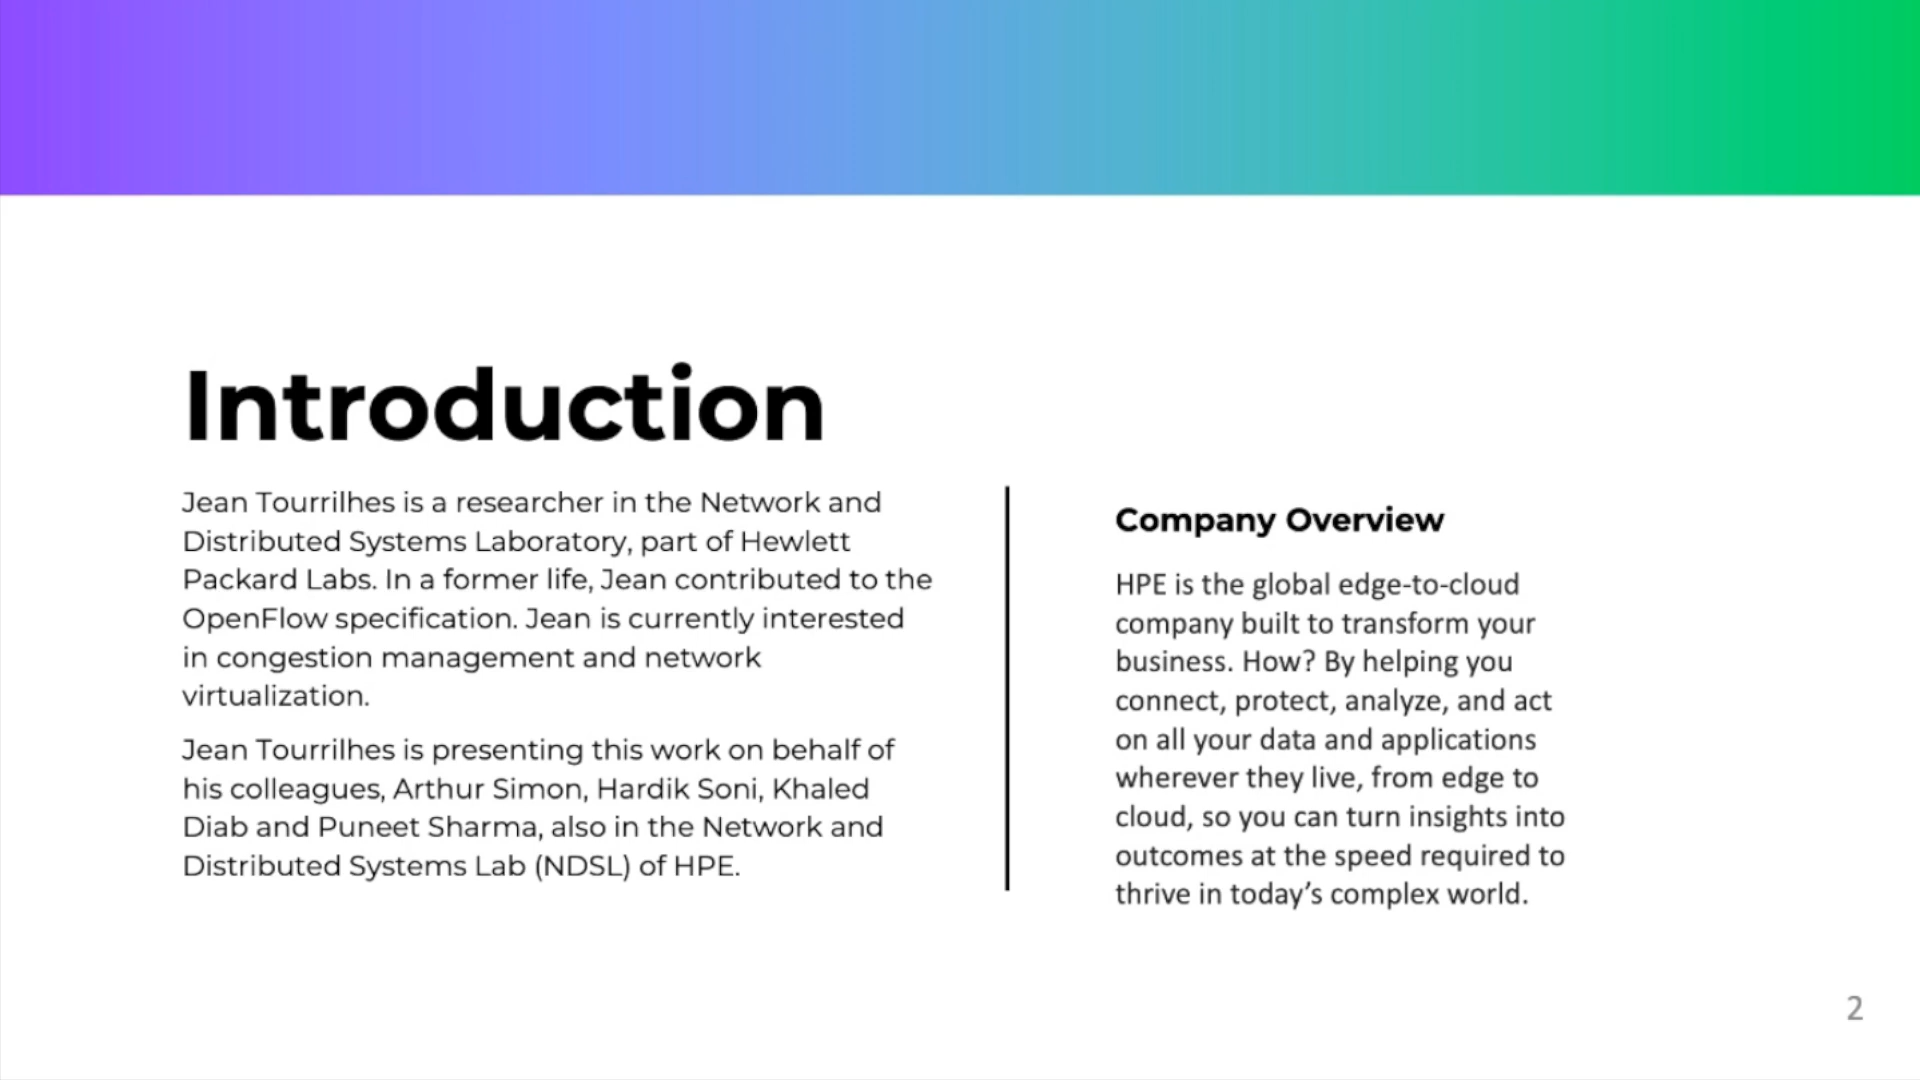 Introduction
Jean Tourrilhes is a researcher in the Network and
Distributed Systems Laboratory, part of Hewlett
Packard Labs. In a former life, Jean contributed to the
OpenFlow specification. Jean is currently interested
in congestion management and network
virtualization.
Jean Tourrilhes is presenting this work on behalf of
his colleagues, Arthur Simon, Hardik Soni, Khaled
Diab and Puneet Sharma, also in the Network and
Distributed Systems Lab (NDSL) of HPE.
Company Overview
HPE is the global edge-to-cloud
company built to transform your
business. How? By helping you
connect, protect, analyze, and act
on all your data and applications
wherever they live, from edge to
cloud, so you can turn insights into
outcomes at the speed required to
thrive in today’s complex world.
2